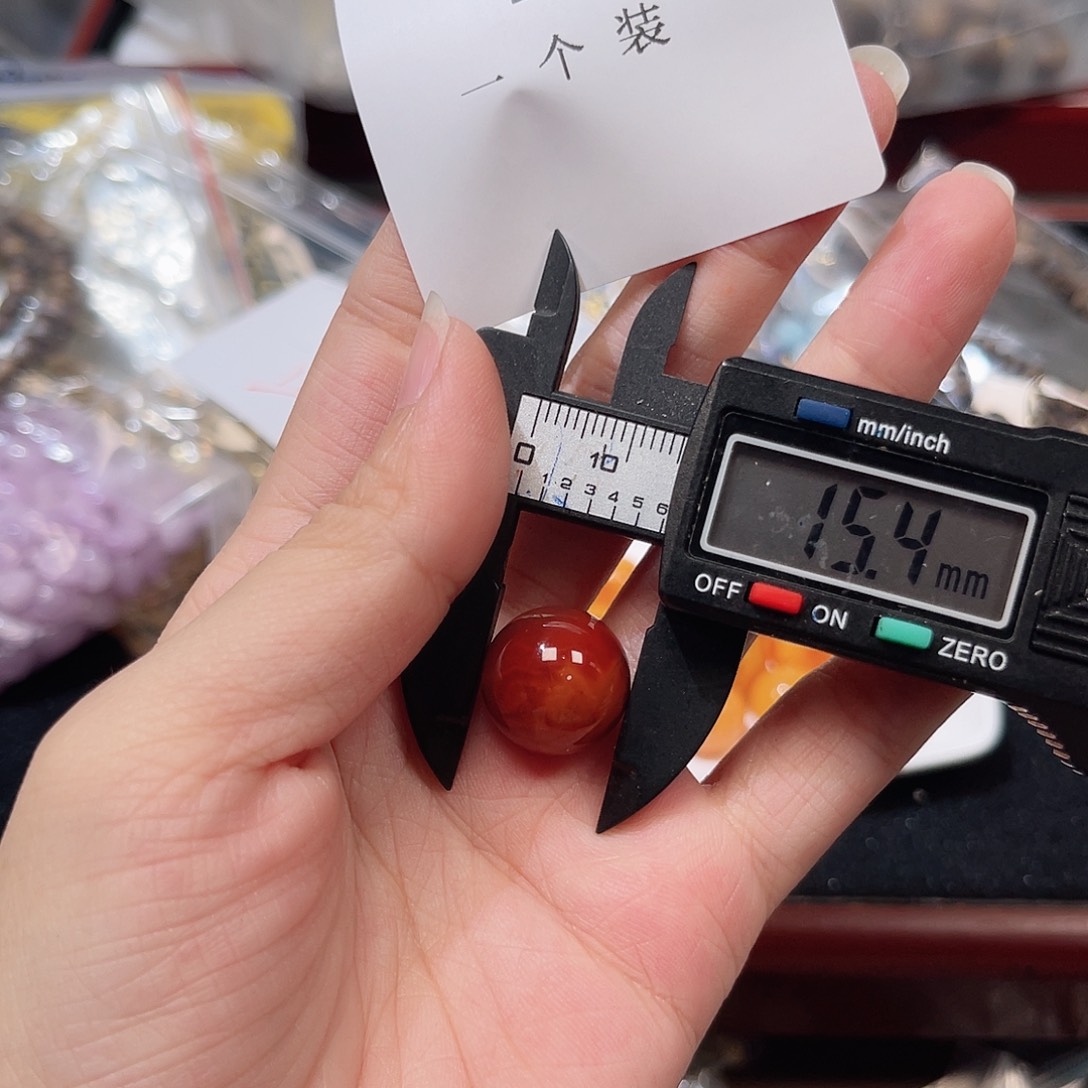 一个装
mm/inch
0 10
1 2 3 4 5 6
15.4 mm
OFF ON ZERO